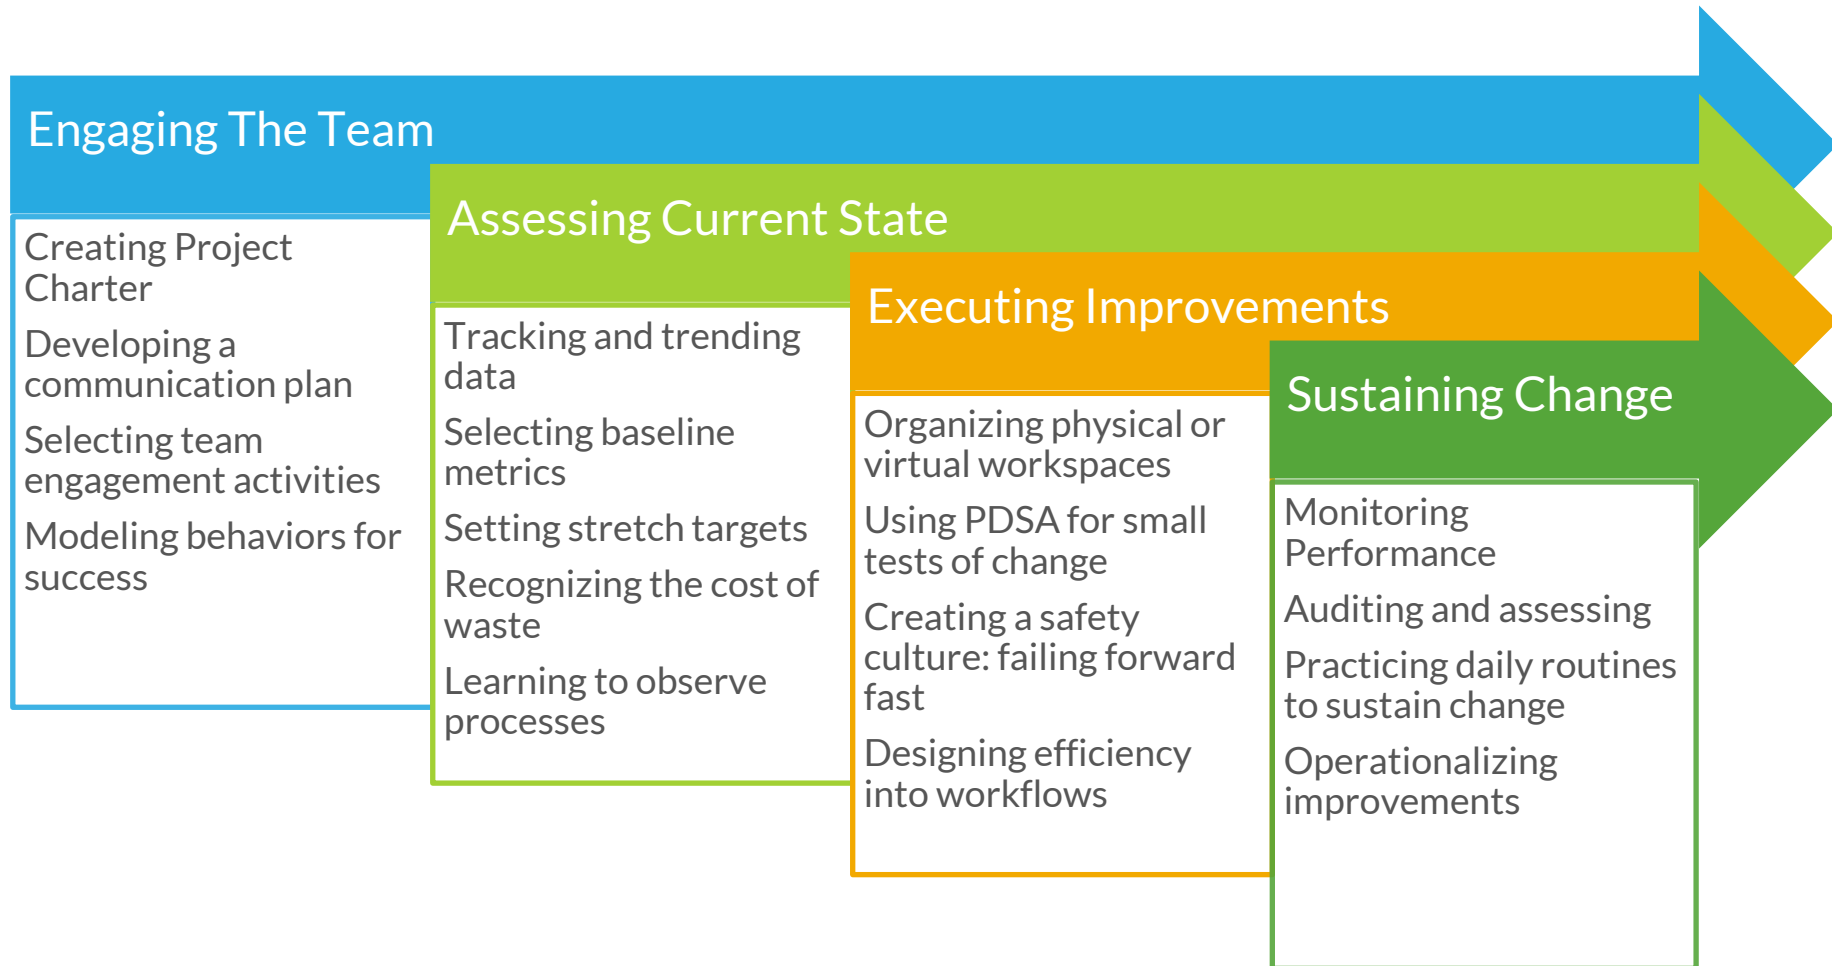 Engaging The Team
Creating Project
Charter
Developing a
communication plan
Selecting team
engagement activities
Modeling behaviors for
success
Assessing Current State
Tracking and trending
data
Selecting baseline
metrics
Setting stretch targets
Recognizing the cost of
waste
Learning to observe
processes
Executing Improvements
Organizing physical or
virtual workspaces
Using PDSA for small
tests of change
Creating a safety
culture: failing forward
fast
Designing efficiency
into workflows
Sustaining Change
Monitoring
Performance
Auditing and assessing
Practicing daily routines
to sustain change
Operationalizing
improvements